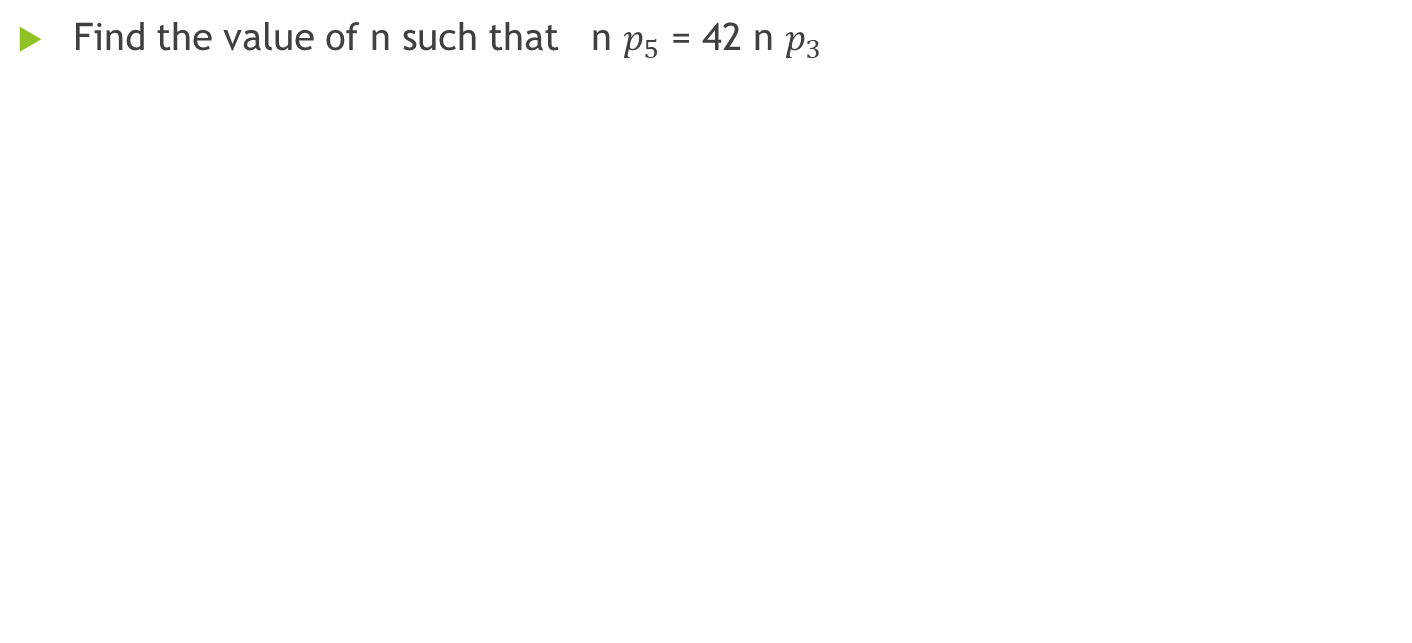 Find the value of n such that n p₅ = 42 n p₃